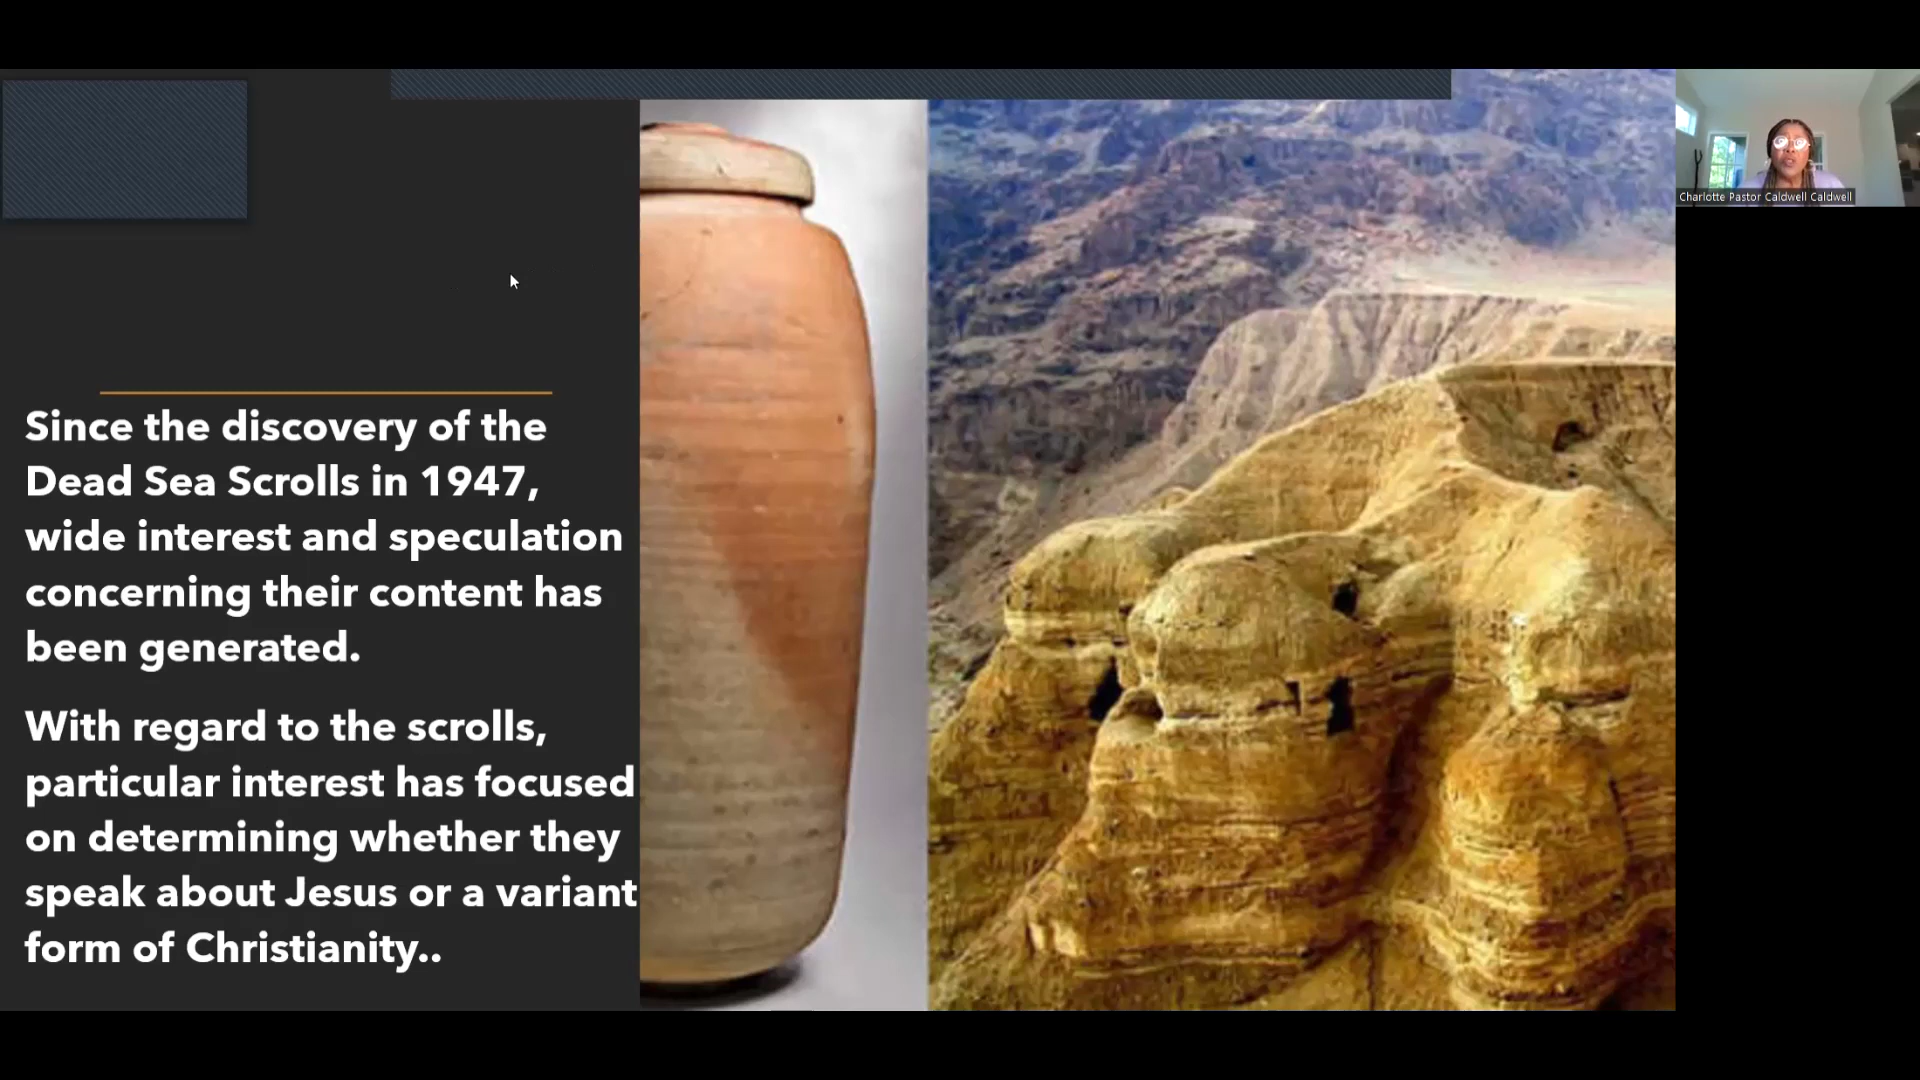 Charlotte Pastor Caldwell Caldwell
Since the discovery of the
Dead Sea Scrolls in 1947,
wide interest and speculation
concerning their content has
been generated.
With regard to the scrolls,
particular interest has focused
on determining whether they
speak about Jesus or a variant
form of Christianity..